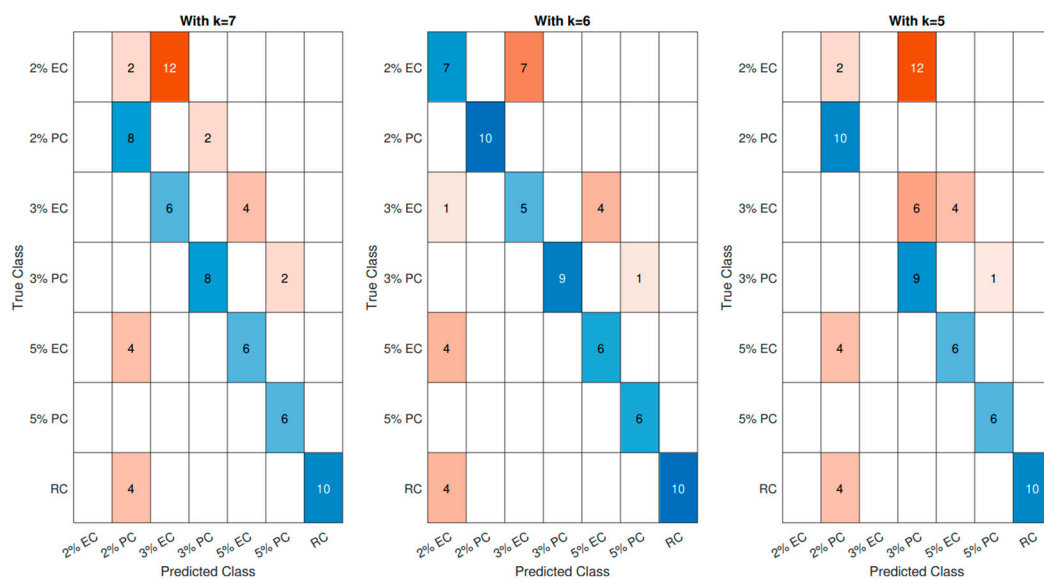 With k=7
True Class
2% EC 2 12
2% PC 8 2
3% EC 6 4
3% PC 8 2
5% EC 4 6
5% PC 6
RC 4 10
2% EC 2% PC 3% EC 3% PC 5% EC 5% PC RC
Predicted Class
With k=6
True Class
2% EC 7 7
2% PC 10
3% EC 1 5 4
3% PC 9 1
5% EC 4 6
5% PC 6
RC 4 10
2% EC 2% PC 3% EC 3% PC 5% EC 5% PC RC
Predicted Class
With k=5
True Class
2% EC 2 12
2% PC 10
3% EC 6 4
3% PC 9 1
5% EC 4 6
5% PC 6
RC 4 10
2% EC 2% PC 3% EC 3% PC 5% EC 5% PC RC
Predicted Class